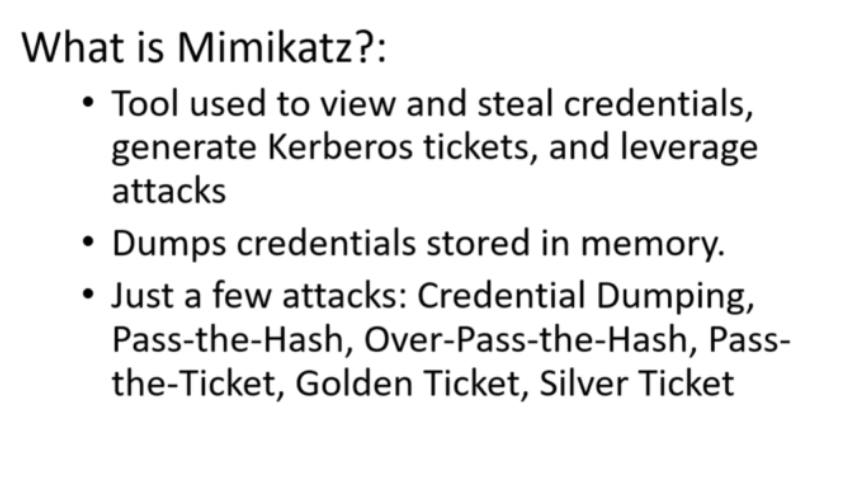 What is Mimikatz?:
• Tool used to view and steal credentials,
generate Kerberos tickets, and leverage
attacks
• Dumps credentials stored in memory.
• Just a few attacks: Credential Dumping,
Pass-the-Hash, Over-Pass-the-Hash, Pass-
the-Ticket, Golden Ticket, Silver Ticket